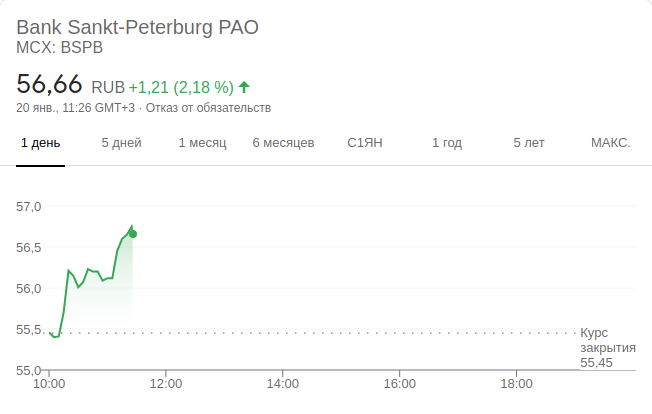 Bank Sankt-Peterburg PAO
MCX: BSPB
56,66 RUB +1,21 (2,18 %)
20 янв., 11:26 GMT+3 · Отказ от обязательств
1 день 5 дней 1 месяц 6 месяцев С1ЯН 1 год 5 лет МАКС.
57,0
56,5
56,0
55,5
Курс
закрытия
55,45
55,0
10:00 12:00 14:00 16:00 18:00